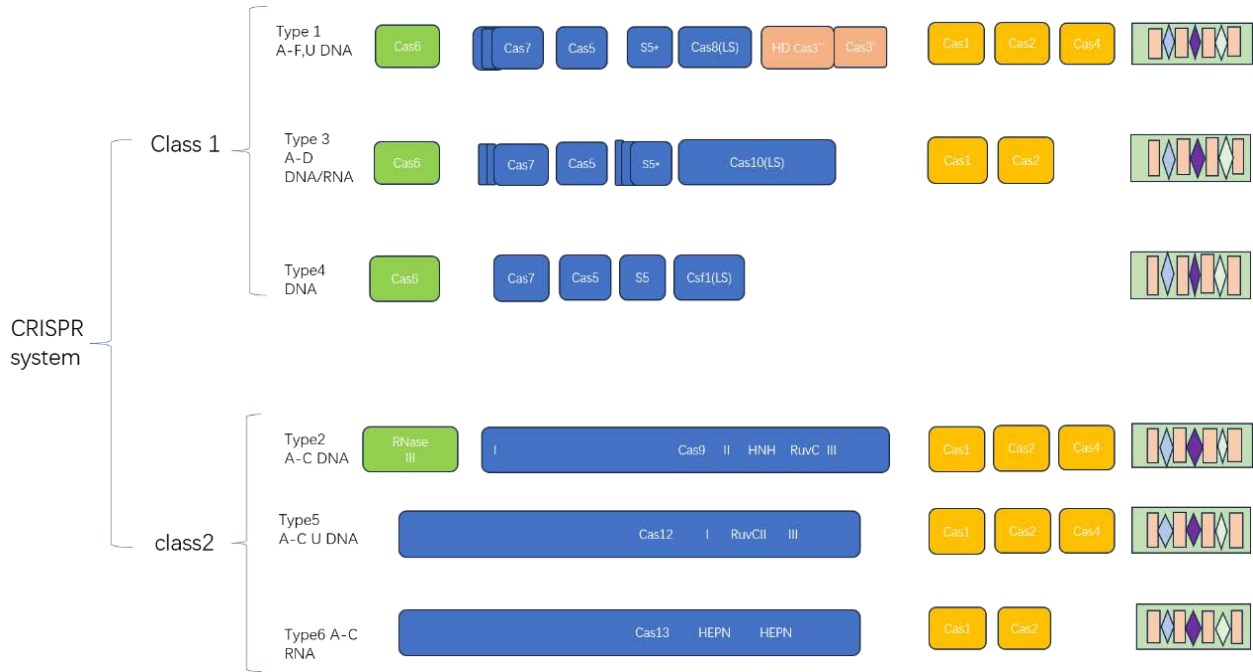 CRISPR
system
Class 1
Type 1
A-F,U DNA
Cas6
Cas7
Cas5
S5*
Cas8(LS)
HD Cas3''
Cas3'
Cas1
Cas2
Cas4
Type 3
A-D
DNA/RNA
Cas6
Cas7
Cas5
S5*
Cas10(LS)
Cas1
Cas2
Type4
DNA
Cas6
Cas7
Cas5
S5
Csf1(LS)
class2
Type2
A-C DNA
RNase
III
I
Cas9
II
HNH
RuvC III
Cas1
Cas2
Cas4
Type5
A-C U DNA
Cas12
I
RuvCII
III
Cas1
Cas2
Cas4
Type6 A-C
RNA
Cas13
HEPN
HEPN
Cas1
Cas2